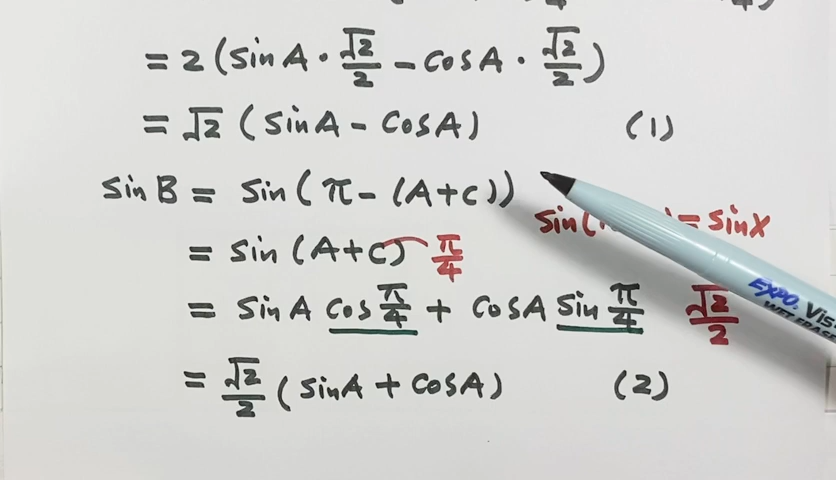 = 2 (sin A · √2/2 − cos A · √2/2)
= √2 (sin A − cos A) (1)
sin B = sin (π − (A + C))
sin( ) = sin x
= sin (A + C) π/4
= sin A cos π/4 + cos A sin π/4 √2/2
EXPO. Vis
WET ERASE
= √2/2 (sin A + cos A) (2)